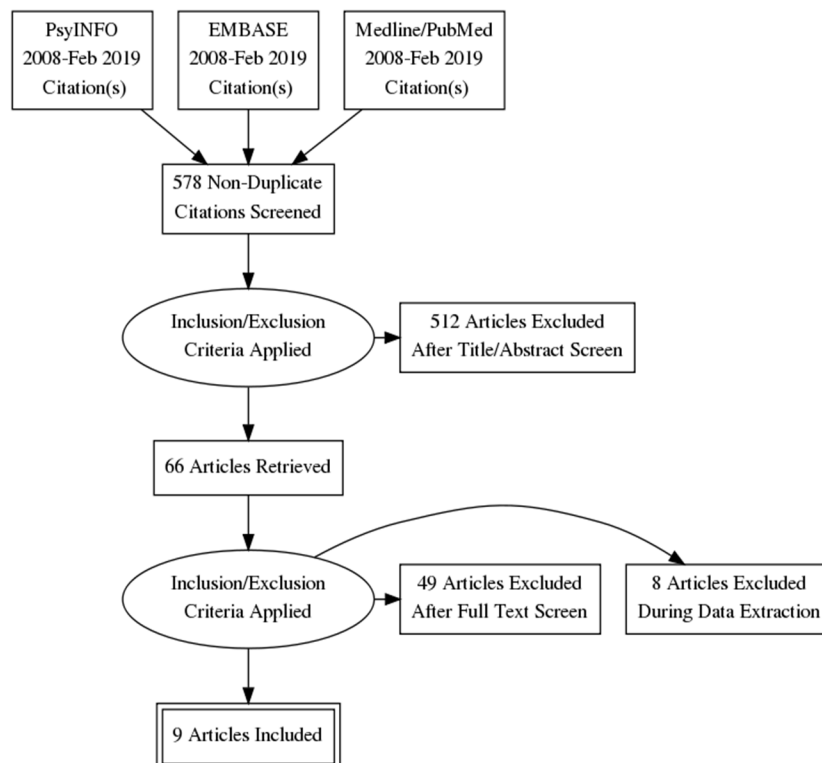 PsyINFO
2008-Feb 2019
Citation(s)
EMBASE
2008-Feb 2019
Citation(s)
Medline/PubMed
2008-Feb 2019
Citation(s)
578 Non-Duplicate
Citations Screened
Inclusion/Exclusion
Criteria Applied
512 Articles Excluded
After Title/Abstract Screen
66 Articles Retrieved
Inclusion/Exclusion
Criteria Applied
49 Articles Excluded
After Full Text Screen
8 Articles Excluded
During Data Extraction
9 Articles Included